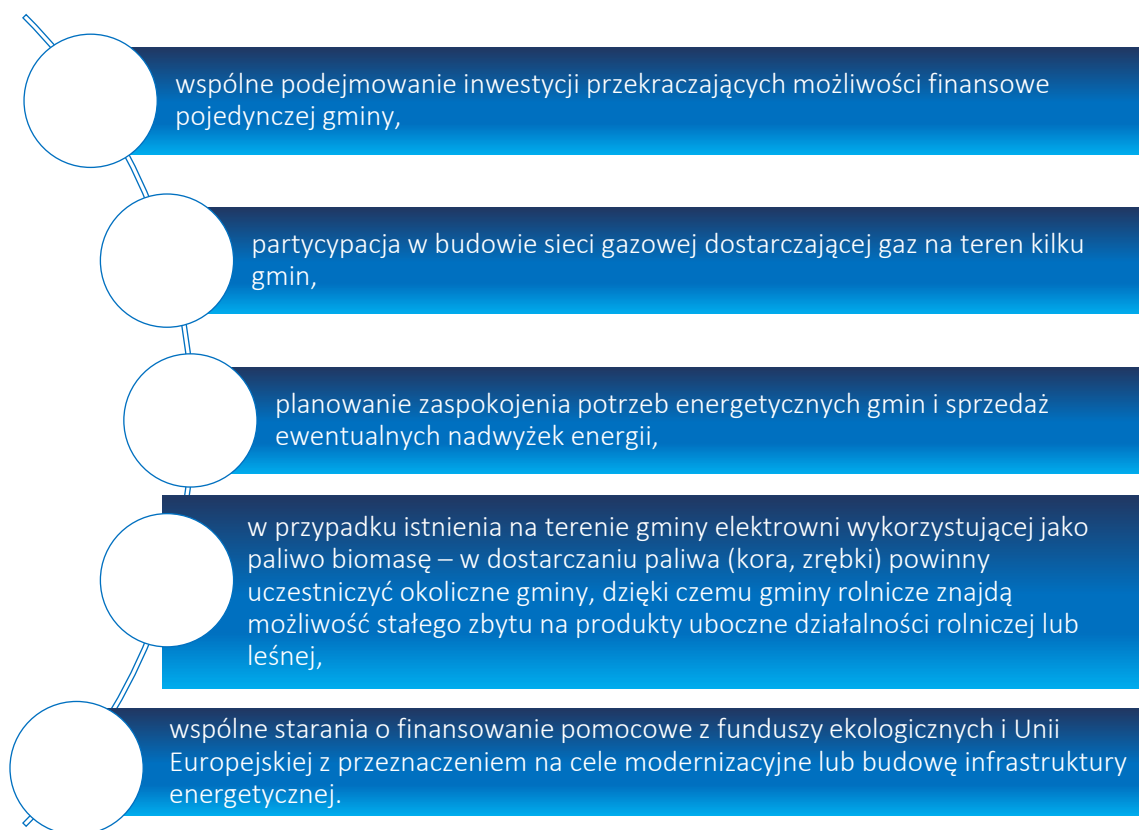 wspólne podejmowanie inwestycji przekraczających możliwości finansowe
pojedynczej gminy,
partycypacja w budowie sieci gazowej dostarczającej gaz na teren kilku
gmin,
planowanie zaspokojenia potrzeb energetycznych gmin i sprzedaż
ewentualnych nadwyżek energii,
w przypadku istnienia na terenie gminy elektrowni wykorzystującej jako
paliwo biomasę – w dostarczaniu paliwa (kora, zrębki) powinny
uczestniczyć okoliczne gminy, dzięki czemu gminy rolnicze znajdą
możliwość stałego zbytu na produkty uboczne działalności rolniczej lub
leśnej,
wspólne starania o finansowanie pomocowe z funduszy ekologicznych i Unii
Europejskiej z przeznaczeniem na cele modernizacyjne lub budowę infrastruktury
energetycznej.